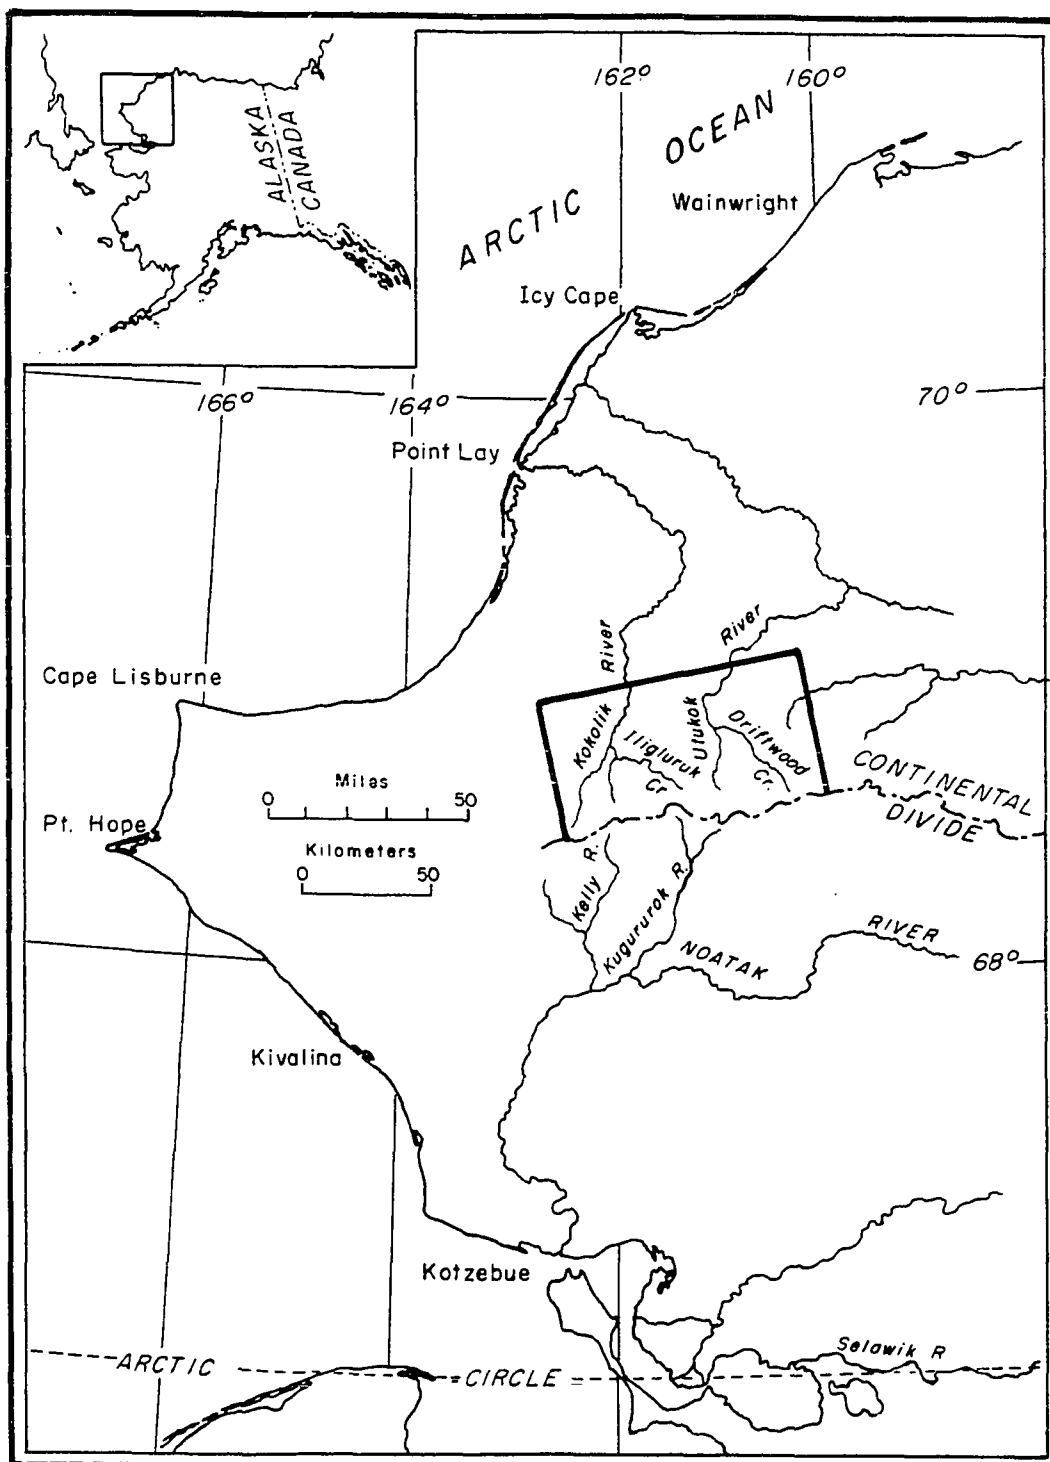 162°
160°
ALASKA
CANADA
ARCTIC OCEAN
Wainwright
Icy Cape
166°
164°
70°
Point Lay
Cape Lisburne
Kokolik River
Utukok River
Iligluruk Cr.
Driftwood Cr.
CONTINENTAL
DIVIDE
Miles
0 50
Pt. Hope
Kilometers
0 50
Kelly R.
Kugururok R.
NOATAK RIVER
68°
Kivalina
Kotzebue
Selawik R
ARCTIC CIRCLE